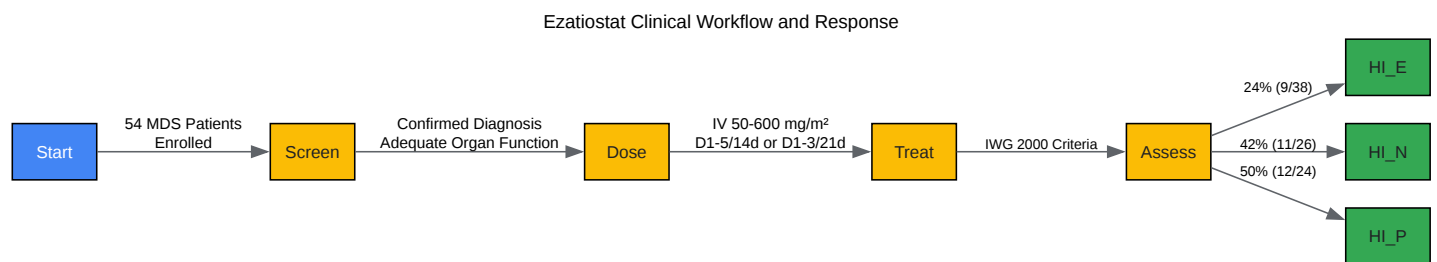 Ezatiostat Clinical Workflow and Response
Start
54 MDS Patients
Enrolled
Screen
Confirmed Diagnosis
Adequate Organ Function
Dose
IV 50-600 mg/m²
D1-5/14d or D1-3/21d
Treat
IWG 2000 Criteria
Assess
24% (9/38)
HI_E
42% (11/26)
HI_N
50% (12/24)
HI_P